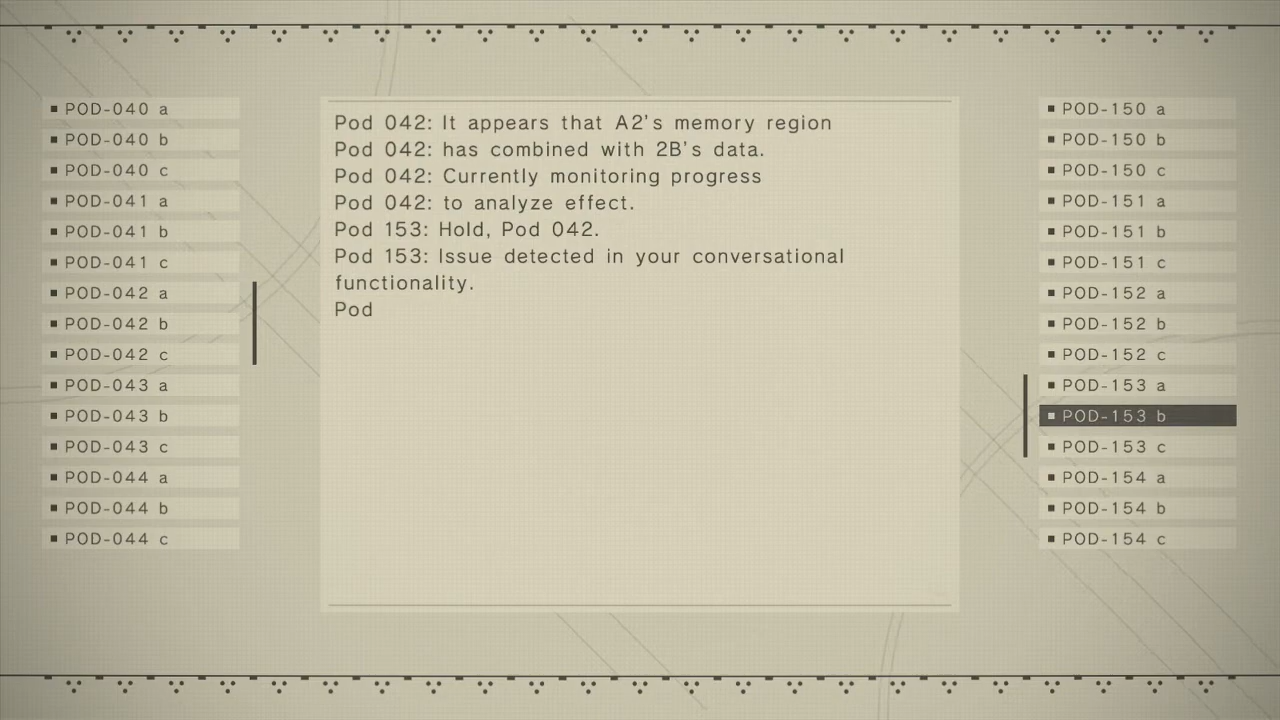 POD-040 a
POD-040 b
POD-040 c
POD-041 a
POD-041 b
POD-041 c
POD-042 a
POD-042 b
POD-042 c
POD-043 a
POD-043 b
POD-043 c
POD-044 a
POD-044 b
POD-044 c
Pod 042: It appears that A2's memory region
Pod 042: has combined with 2B's data.
Pod 042: Currently monitoring progress
Pod 042: to analyze effect.
Pod 153: Hold, Pod 042.
Pod 153: Issue detected in your conversational
functionality.
Pod
POD-150 a
POD-150 b
POD-150 c
POD-151 a
POD-151 b
POD-151 c
POD-152 a
POD-152 b
POD-152 c
POD-153 a
POD-153 b
POD-153 c
POD-154 a
POD-154 b
POD-154 c